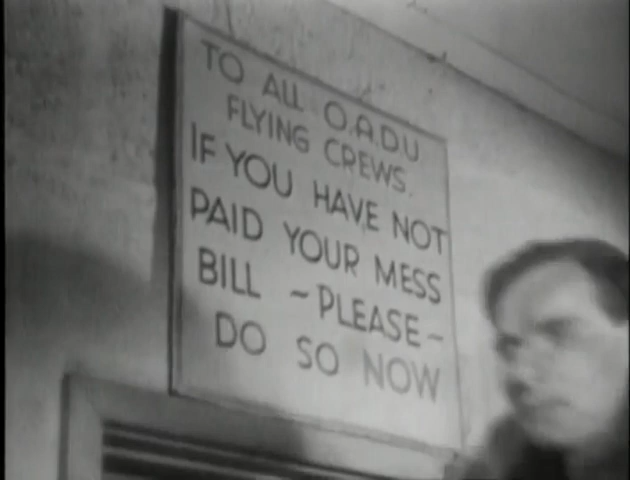 TO ALL O.A.D.U
FLYING CREWS.
IF YOU HAVE NOT
PAID YOUR MESS
BILL ~ PLEASE ~
DO SO NOW